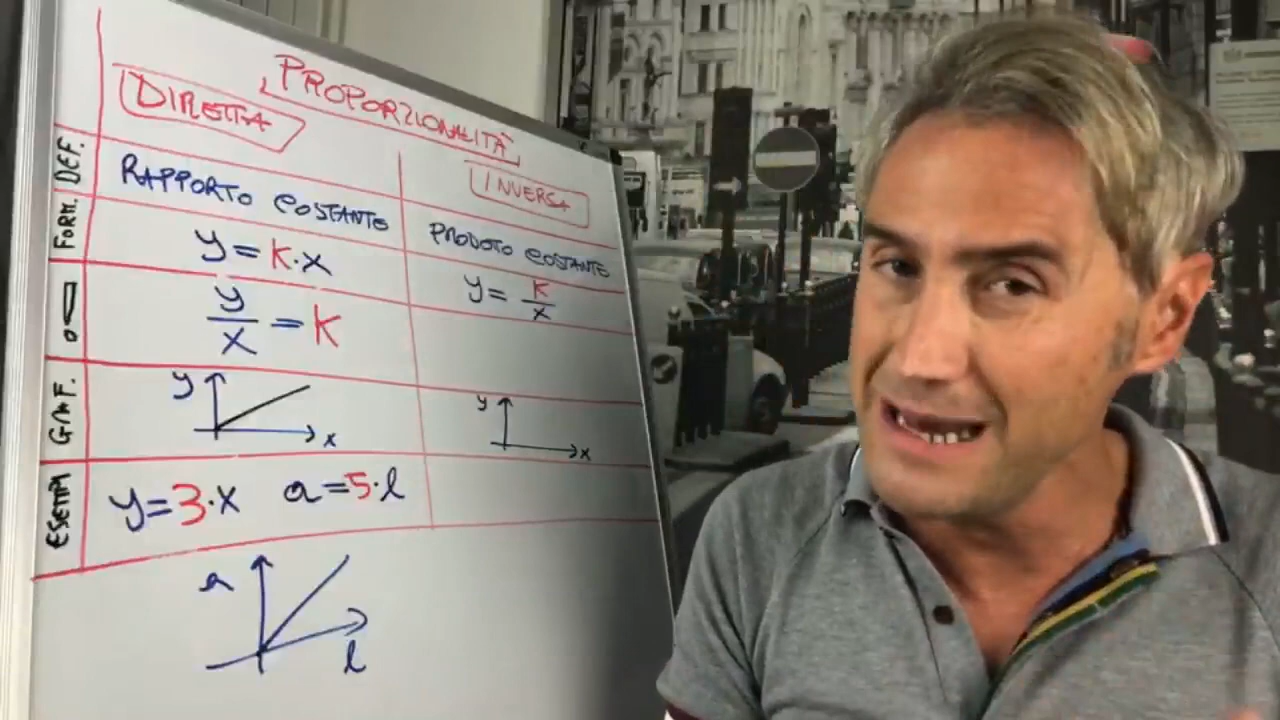 PROPORZIONALITÀ
DIRETTA
INVERSA
DEF.
RAPPORTO COSTANTE
PRODOTO COSTANTE
FORM.
y=k·x
y=k/x
y/x=k
GRAF.
y
x
y
x
ESEMPI
y=3·x a=5·l
a
l